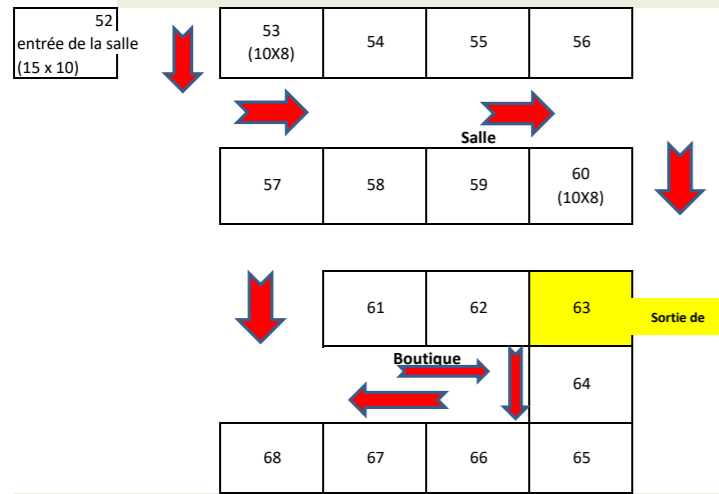 52
entrée de la salle
(15 x 10)
53
(10X8)
54
55
56
Salle
57
58
59
60
(10X8)
61
62
63
Sortie de
Boutique
64
68
67
66
65